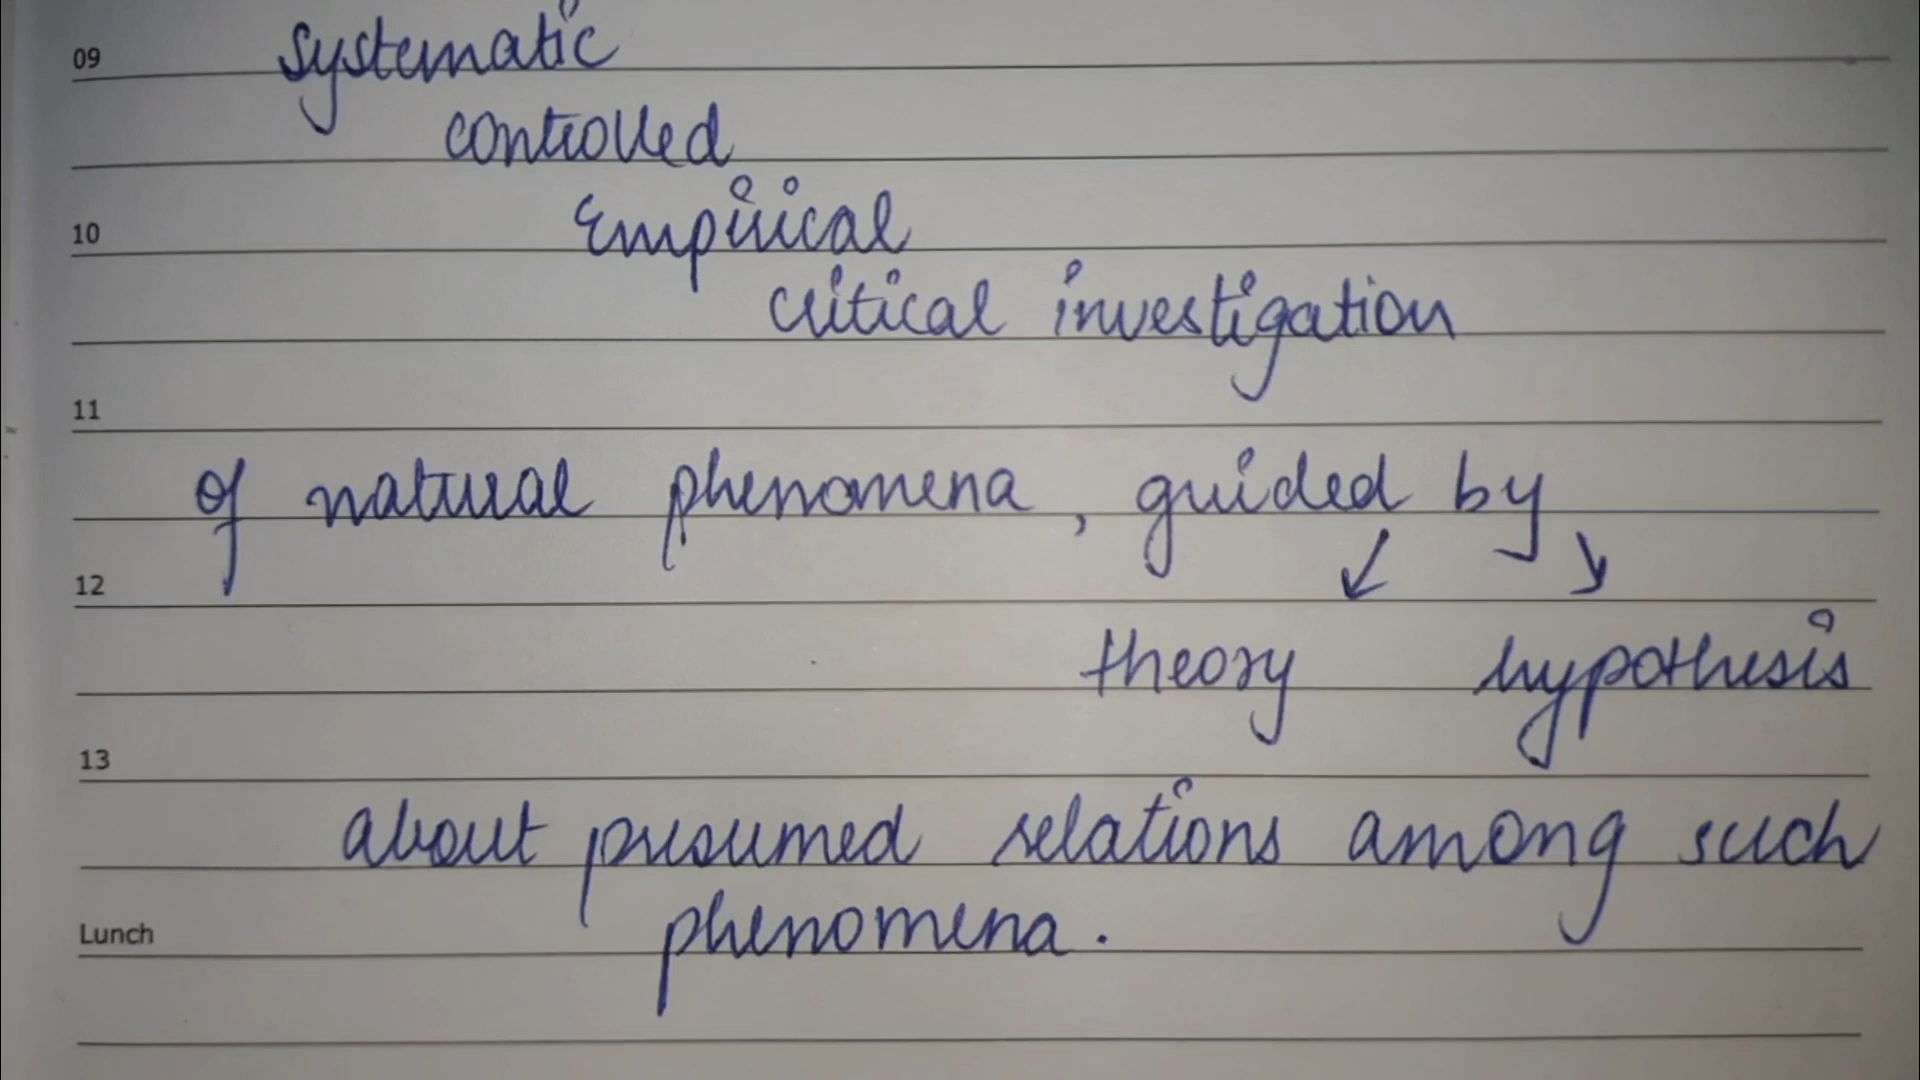 09 systematic
controlled
10 Empirical
critical investigation
11
of natural phenomena, guided by
12 ↙ ↘
theory hypothesis
13
about presumed relations among such
Lunch phenomena.